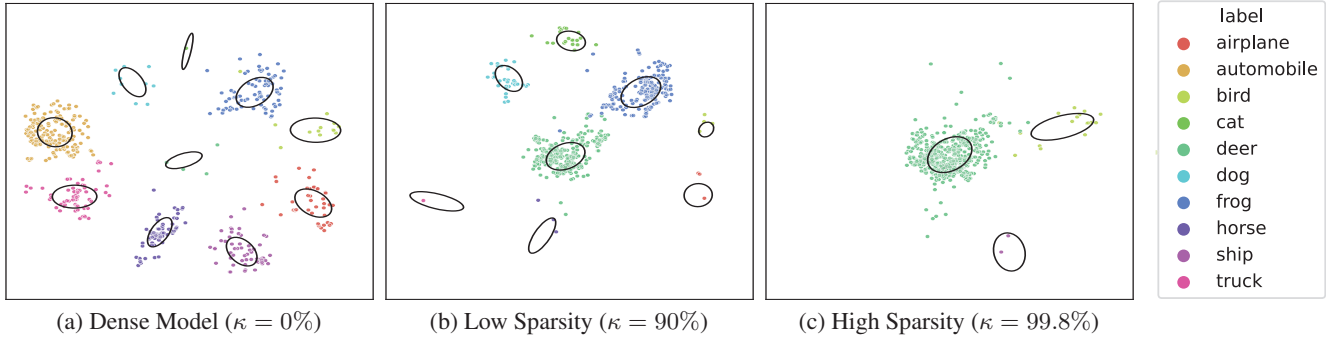 label
airplane
automobile
bird
cat
deer
dog
frog
horse
ship
truck
(a) Dense Model (κ = 0%)
(b) Low Sparsity (κ = 90%)
(c) High Sparsity (κ = 99.8%)